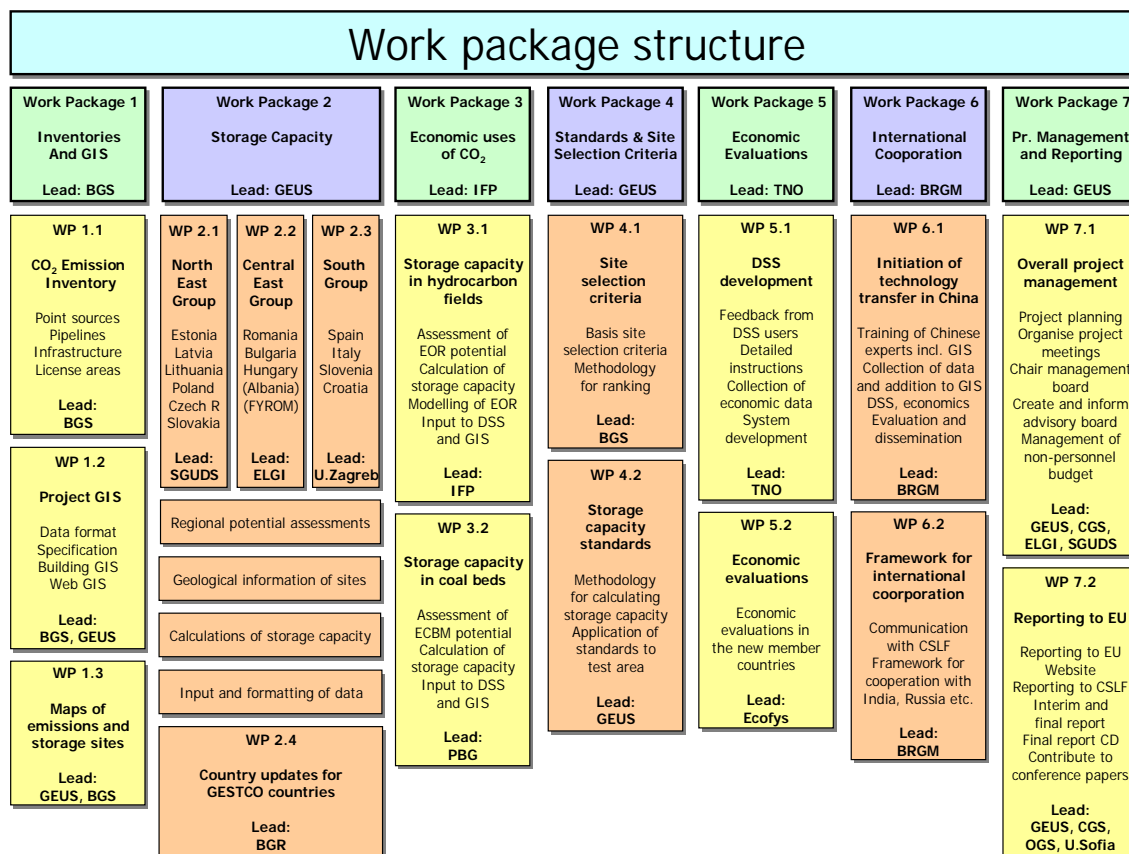 Work package structure
Work Package 1
Inventories
And GIS
Lead: BGS
Work Package 2
Storage Capacity
Lead: GEUS
Work Package 3
Economic uses
of CO2
Lead: IFP
Work Package 4
Standards & Site
Selection Criteria
Lead: GEUS
Work Package 5
Economic
Evaluations
Lead: TNO
Work Package 6
International
Cooporation
Lead: BRGM
Work Package 7
Pr. Management
and Reporting
Lead: GEUS
WP 1.1
CO2 Emission
Inventory
Point sources
Pipelines
Infrastructure
License areas
Lead:
BGS
WP 1.2
Project GIS
Data format
Specification
Building GIS
Web GIS
Lead:
BGS, GEUS
WP 1.3
Maps of
emissions and
storage sites
Lead:
GEUS, BGS
WP 2.1
North
East
Group
Estonia
Latvia
Lithuania
Poland
Czech R
Slovakia
Lead:
SGUDS
WP 2.2
Central
East
Group
Romania
Bulgaria
Hungary
(Albania)
(FYROM)
Lead:
ELGI
WP 2.3
South
Group
Spain
Italy
Slovenia
Croatia
Lead:
U.Zagreb
Regional potential assessments
Geological information of sites
Calculations of storage capacity
Input and formatting of data
WP 2.4
Country updates for
GESTCO countries
Lead:
BGR
WP 3.1
Storage capacity
in hydrocarbon
fields
Assessment of
EOR potential
Calculation of
storage capacity
Modelling of EOR
Input to DSS
and GIS
Lead:
IFP
WP 3.2
Storage capacity
in coal beds
Assessment of
ECBM potential
Calculation of
storage capacity
Input to DSS
and GIS
Lead:
PBG
WP 4.1
Site
selection
criteria
Basis site
selection criteria
Methodology
for ranking
Lead:
BGS
WP 4.2
Storage
capacity
standards
Methodology
for calculating
storage capacity
Application of
standards to
test area
Lead:
GEUS
WP 5.1
DSS
development
Feedback from
DSS users
Detailed
instructions
Collection of
economic data
System
development
Lead:
TNO
WP 5.2
Economic
evaluations
Economic
evaluations in
the new member
countries
Lead:
Ecofys
WP 6.1
Initiation of
technology
transfer in China
Training of Chinese
experts incl. GIS
Collection of data
and addition to GIS
DSS, economics
Evaluation and
dissemination
Lead:
BRGM
WP 6.2
Framework for
international
coorporation
Communication
with CSLF
Framework for
cooperation with
India, Russia etc.
Lead:
BRGM
WP 7.1
Overall project
management
Project planning
Organise project
meetings
Chair management
board
Create and inform
advisory board
Management of
non-personnel
budget
Lead:
GEUS, CGS,
ELGI, SGUDS
WP 7.2
Reporting to EU
Reporting to EU
Website
Reporting to CSLF
Interim and
final report
Final report CD
Contribute to
conference papers
Lead:
GEUS, CGS,
OGS, U.Sofia